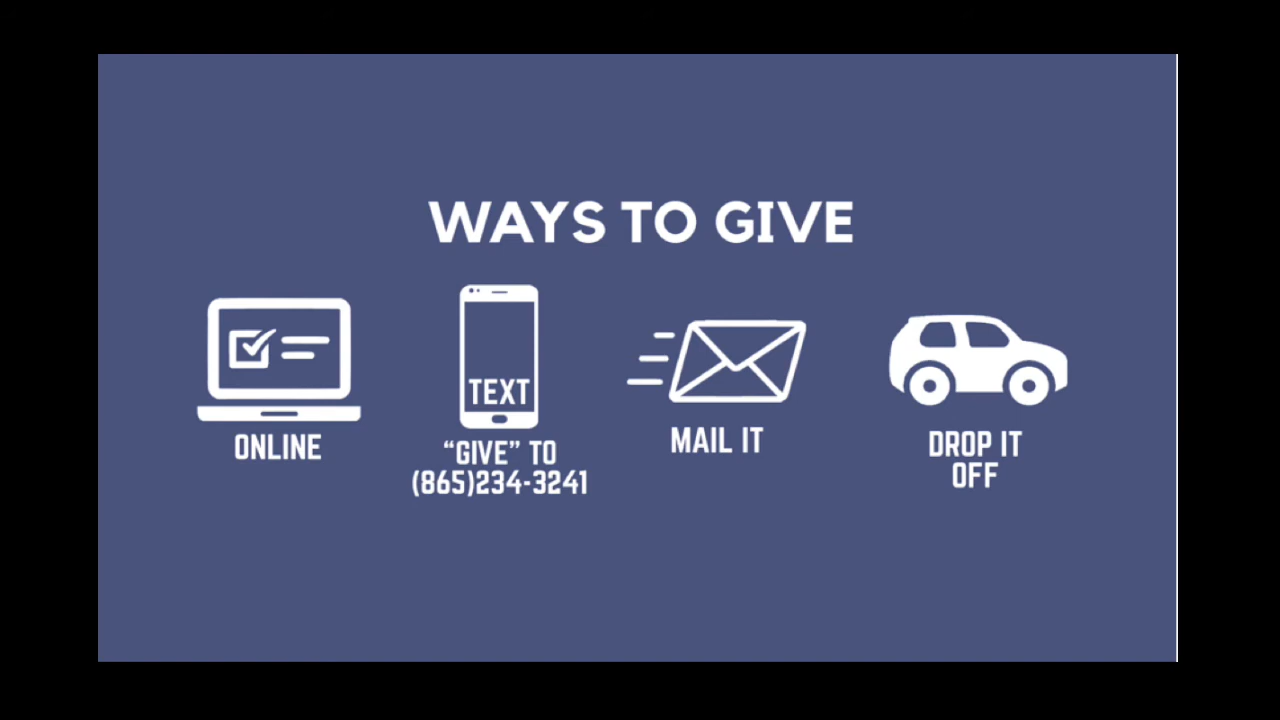 WAYS TO GIVE
ONLINE
TEXT
“GIVE” TO
(865)234-3241
MAIL IT
DROP IT
OFF